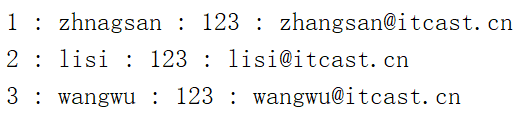 1 : zhnagsan : 123 : zhangsan@itcast.cn
2 : lisi : 123 : lisi@itcast.cn
3 : wangwu : 123 : wangwu@itcast.cn